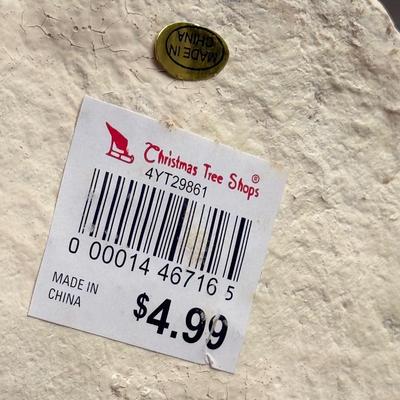 MADE IN
CHINA
Christmas Tree Shops®
4YT29861
0 00014 46716 5
MADE IN
CHINA
$4.99